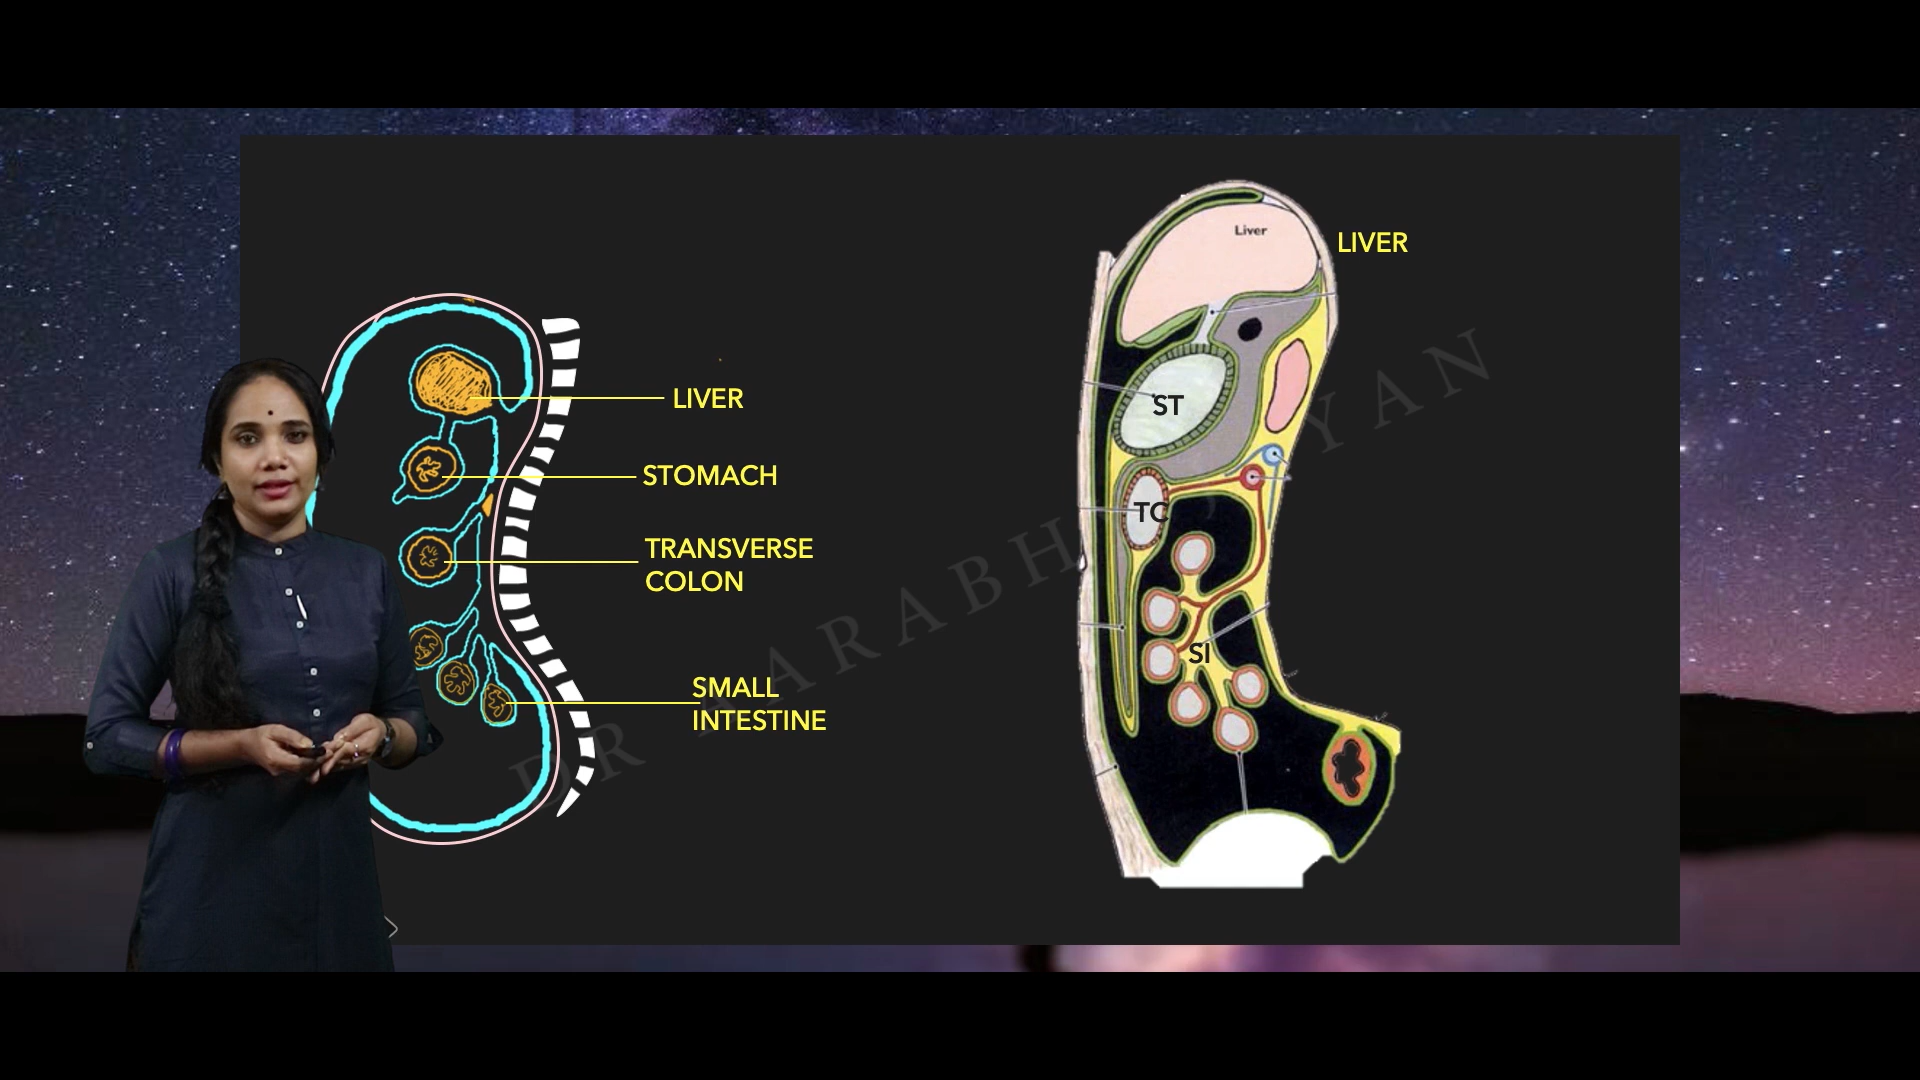 LIVER
STOMACH
TRANSVERSE
COLON
SMALL
INTESTINE
Liver
LIVER
ST
TC
SI